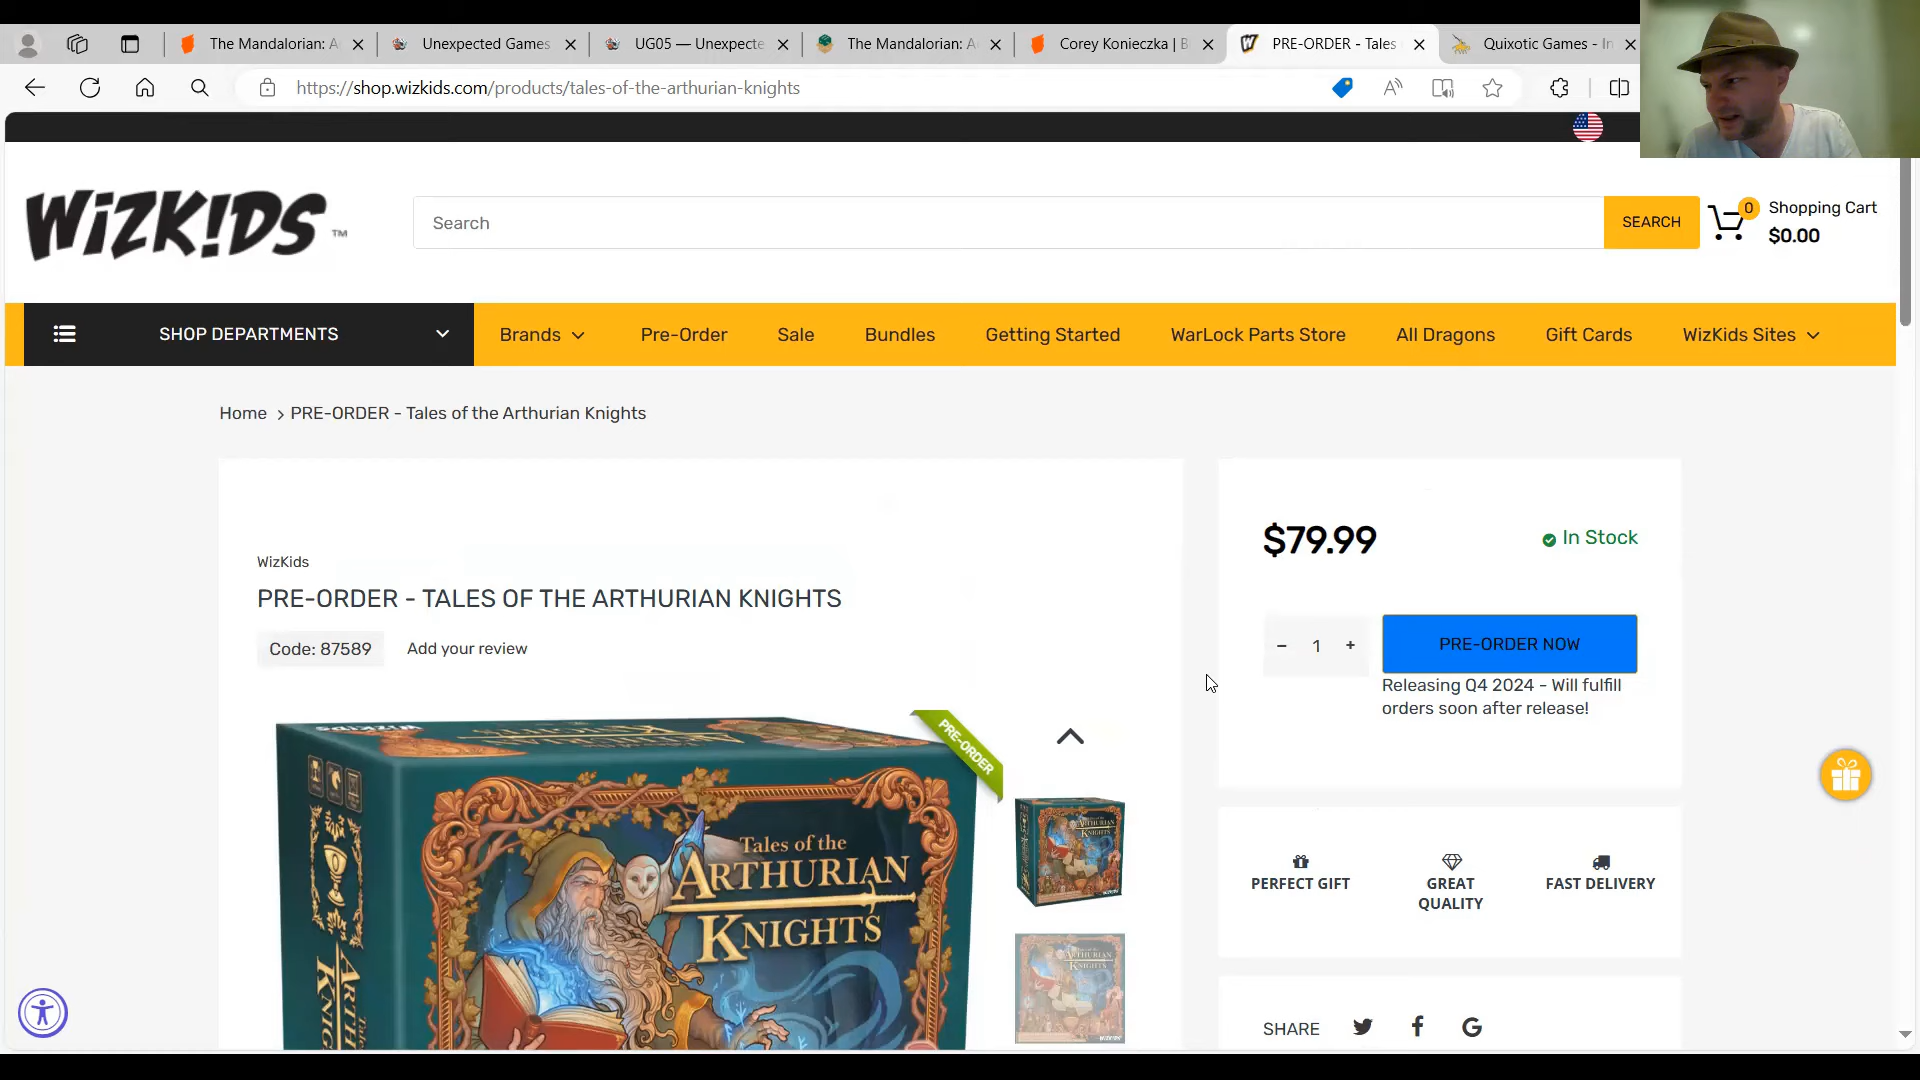 The Mandalorian: A
Unexpected Games
UG05 — Unexpecte
The Mandalorian: A
Corey Konieczka | B
PRE-ORDER - Tales
Quixotic Games - In
https://shop.wizkids.com/products/tales-of-the-arthurian-knights
WiZK!DS TM
Search
SEARCH
0
Shopping Cart
$0.00
SHOP DEPARTMENTS
Brands
Pre-Order
Sale
Bundles
Getting Started
WarLock Parts Store
All Dragons
Gift Cards
WizKids Sites
Home > PRE-ORDER - Tales of the Arthurian Knights
WizKids
PRE-ORDER - TALES OF THE ARTHURIAN KNIGHTS
Code: 87589
Add your review
$79.99
In Stock
- 1 +
PRE-ORDER NOW
Releasing Q4 2024 - Will fulfill
orders soon after release!
PRE-ORDER
Tales of the
ARTHURIAN
KNIGHTS
PERFECT GIFT
GREAT
QUALITY
FAST DELIVERY
SHARE